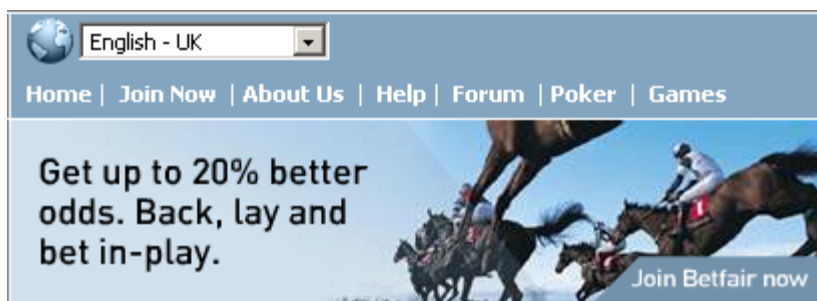 English - UK
Home | Join Now | About Us | Help | Forum | Poker | Games
Get up to 20% better
odds. Back, lay and
bet in-play.
1
Join Betfair now